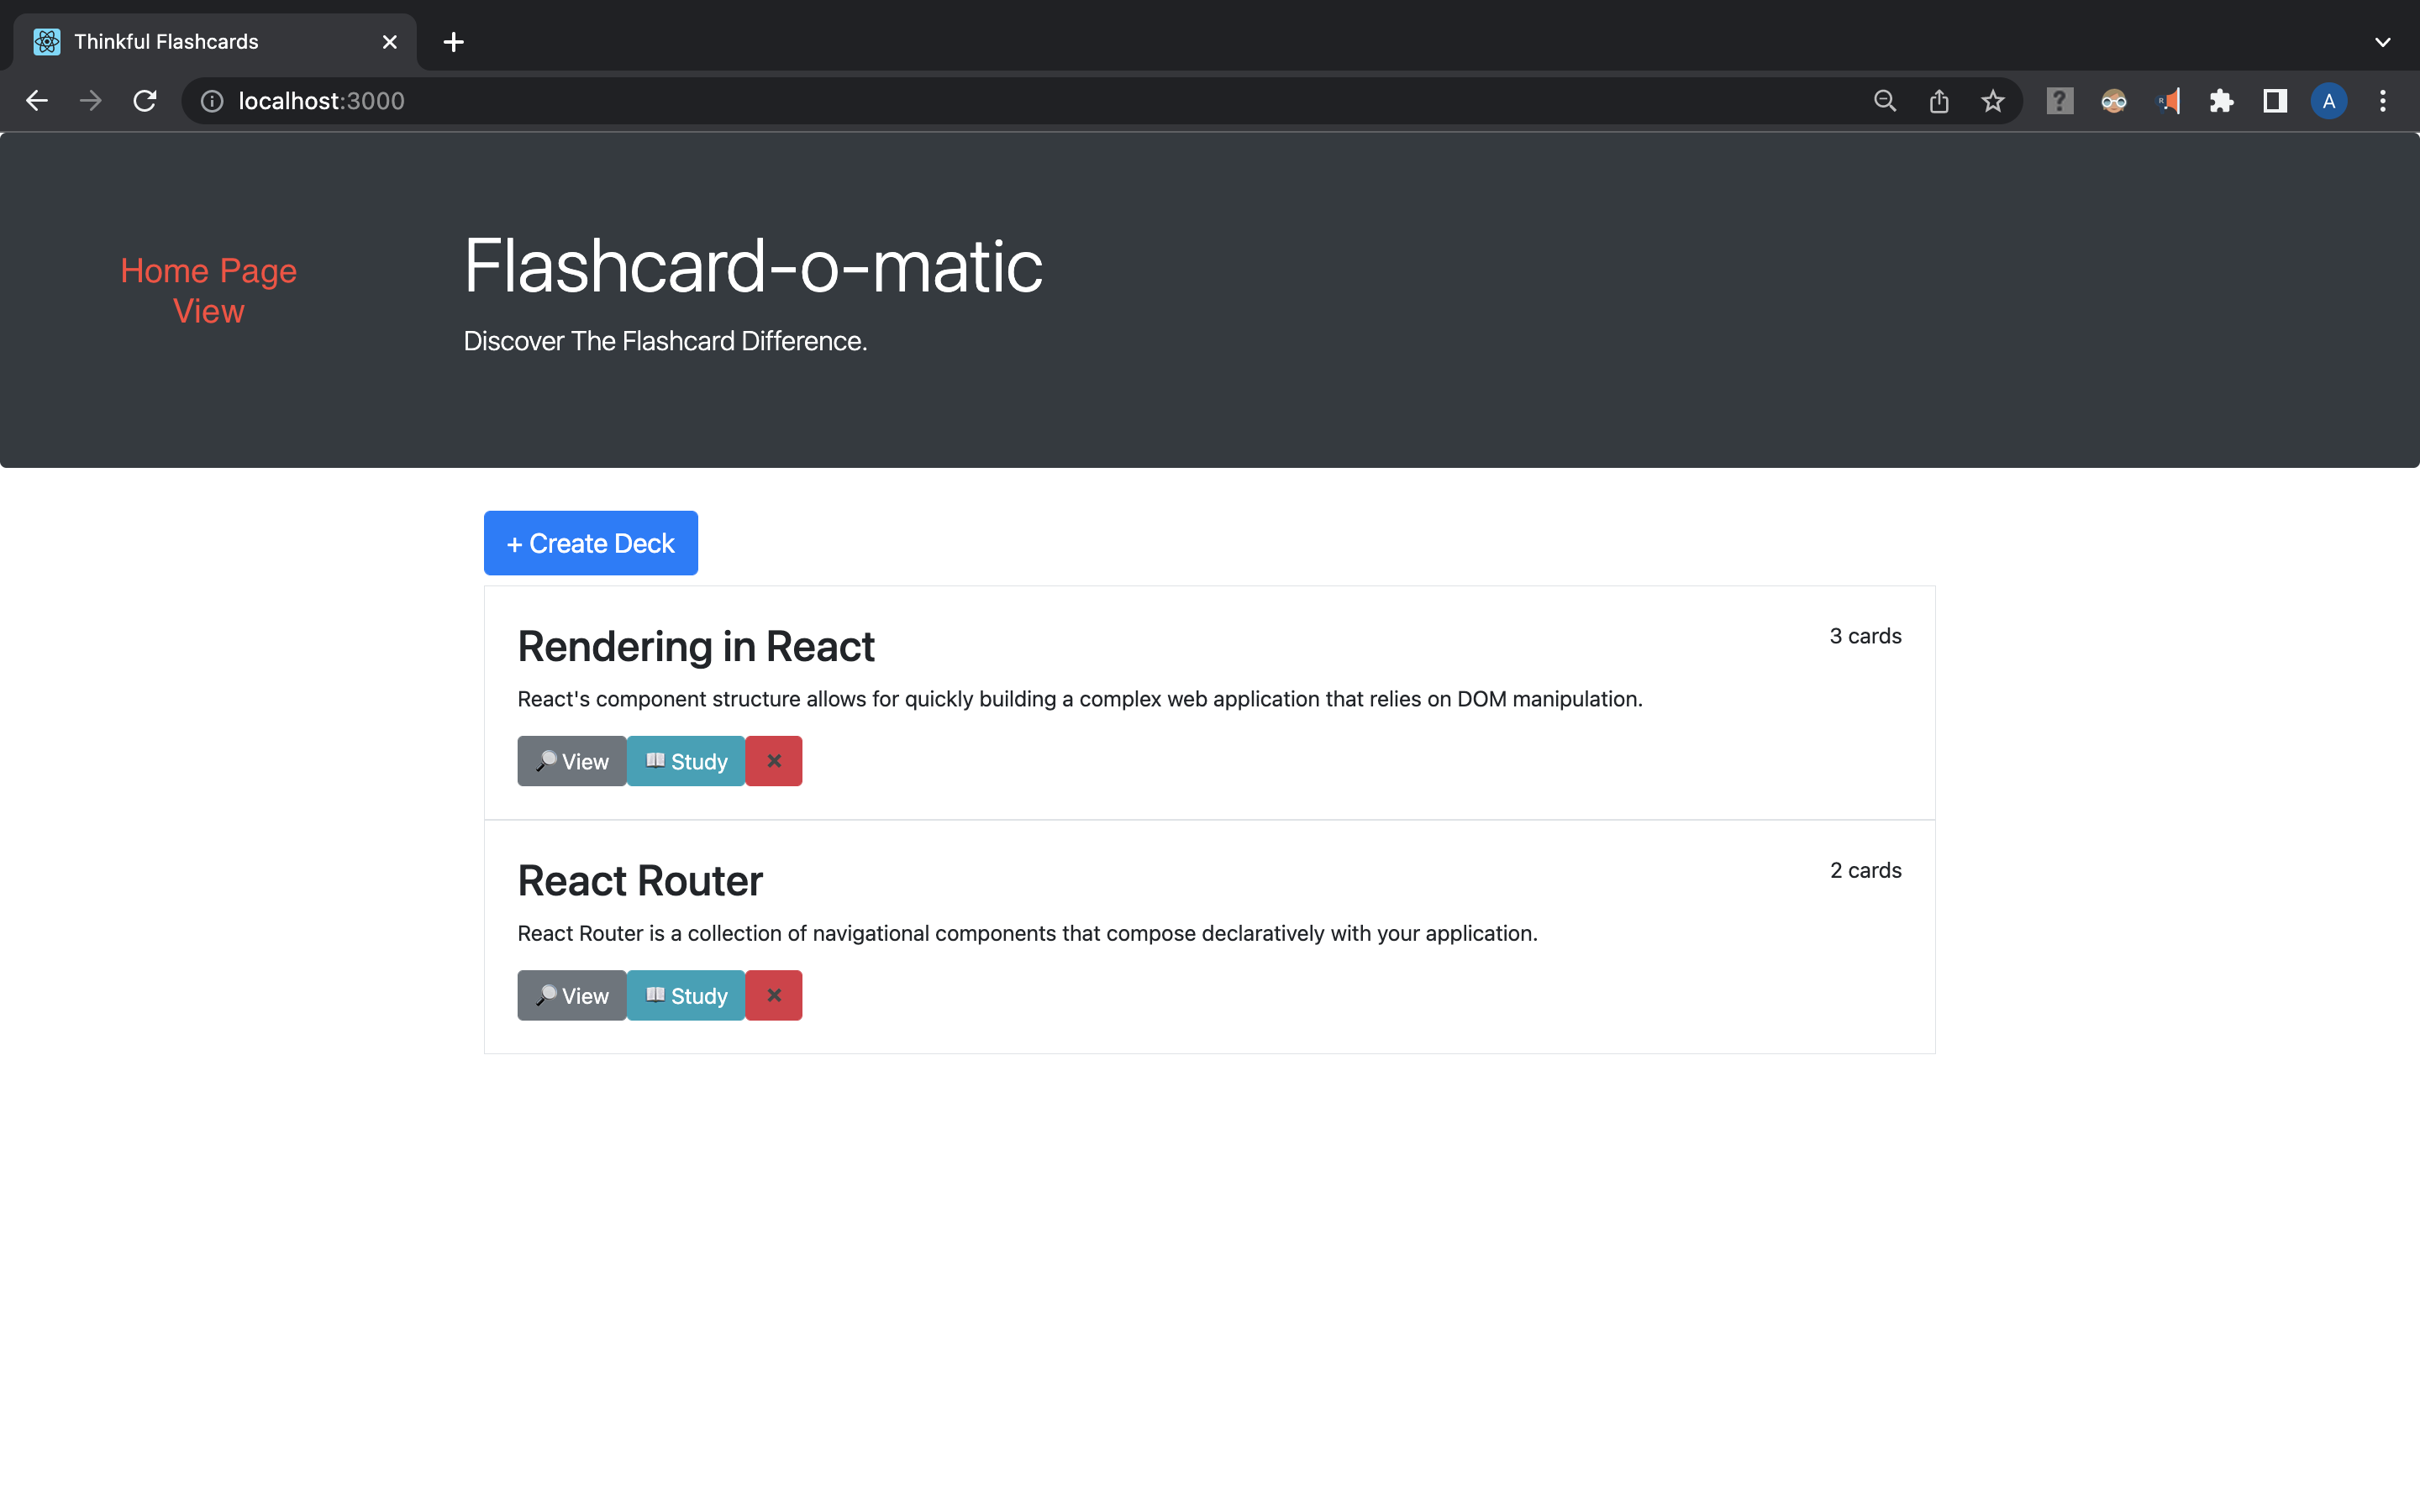 Thinkful Flashcards
localhost:3000
A
Home Page
View
Flashcard-o-matic
Discover The Flashcard Difference.
+ Create Deck
Rendering in React
3 cards
React's component structure allows for quickly building a complex web application that relies on DOM manipulation.
View Study
React Router
2 cards
React Router is a collection of navigational components that compose declaratively with your application.
View Study